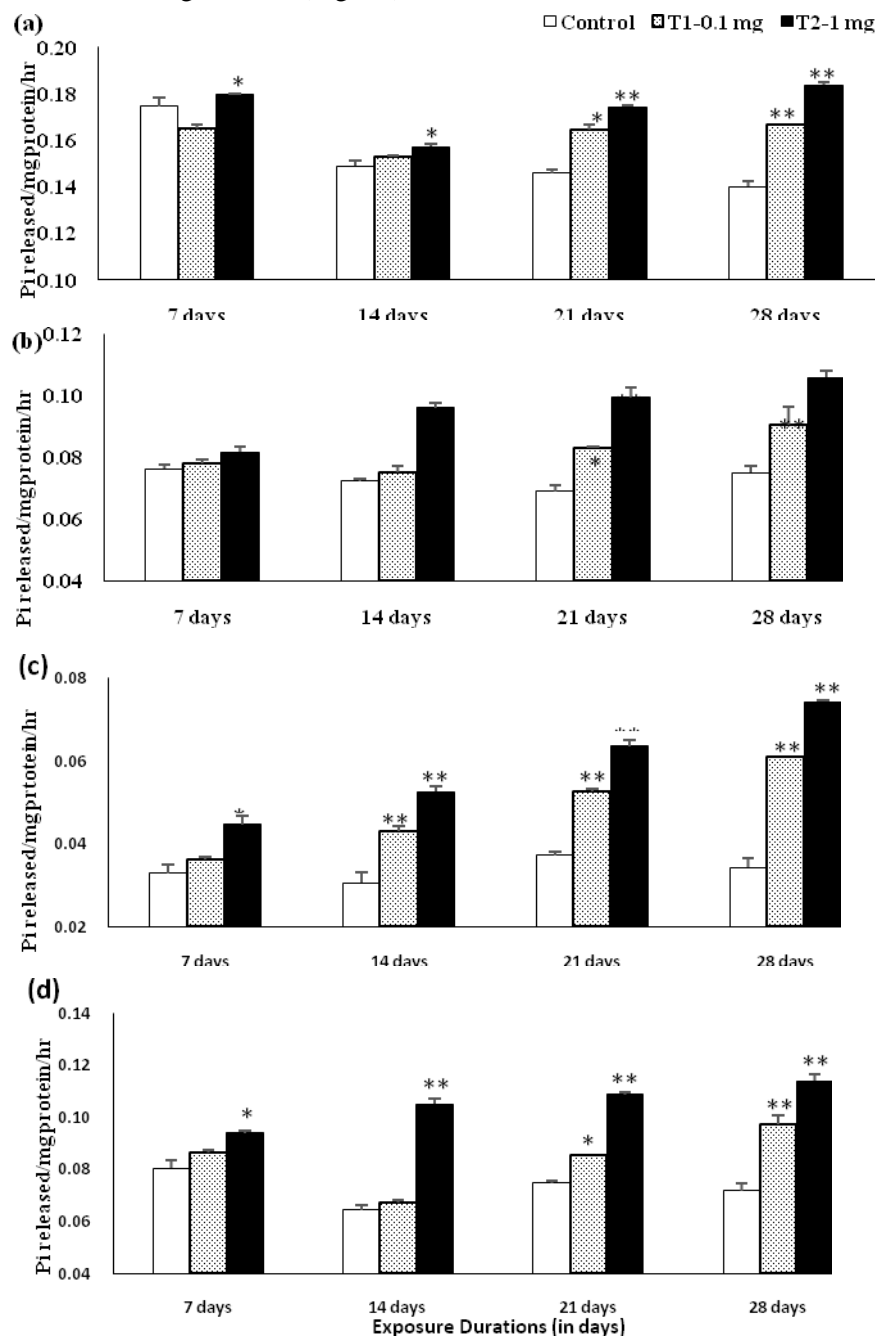 (a)
Control T1-0.1 mg T2-1 mg
Pi released/mgprotein/hr
0.20
0.18
0.16
0.14
0.12
0.10
* * * ** ** **
7 days 14 days 21 days 28 days
(b)
Pi released/mgprotein/hr
0.12
0.10
0.08
0.06
0.04
* **
7 days 14 days 21 days 28 days
(c)
Pi released/mgprtotein/hr
0.08
0.06
0.04
0.02
* ** ** ** ** ** **
7 days 14 days 21 days 28 days
(d)
Pi released/mgprotein/hr
0.14
0.12
0.10
0.08
0.06
0.04
* ** * ** ** **
7 days 14 days 21 days 28 days
Exposure Durations (in days)